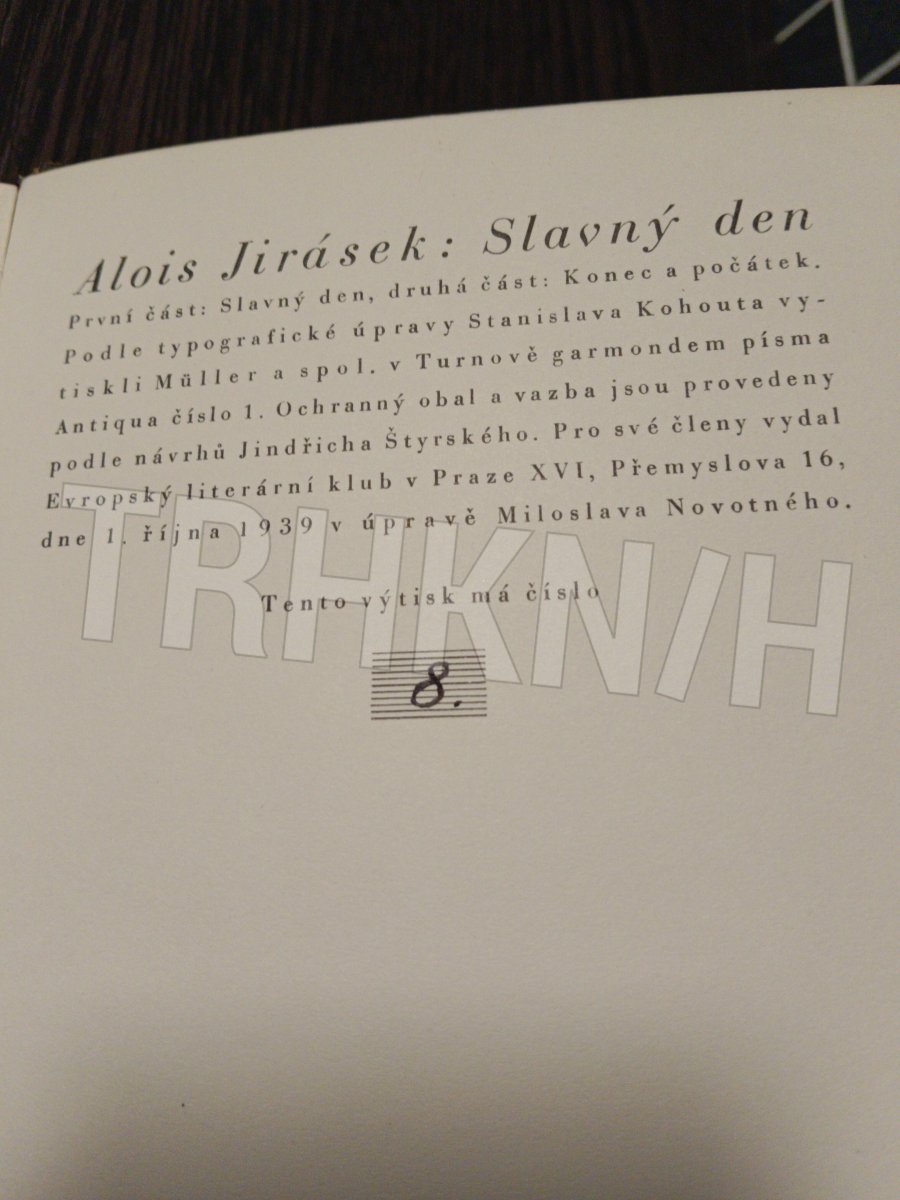 Alois Jirásek: Slavný den
První část: Slavný den, druhá část: Konec a počátek.
Podle typografické úpravy Stanislava Kohouta vy-
tiskli Müller a spol. v Turnově garmondem písma
Antiqua číslo 1. Ochranný obal a vazba jsou provedeny
podle návrhů Jindřicha Štyrského. Pro své členy vydal
Evropský literární klub v Praze XVI, Přemyslova 16,
dne 1. října 1939 v úpravě Miloslava Novotného.
TRHKNIH
Tento výtisk má číslo
8.